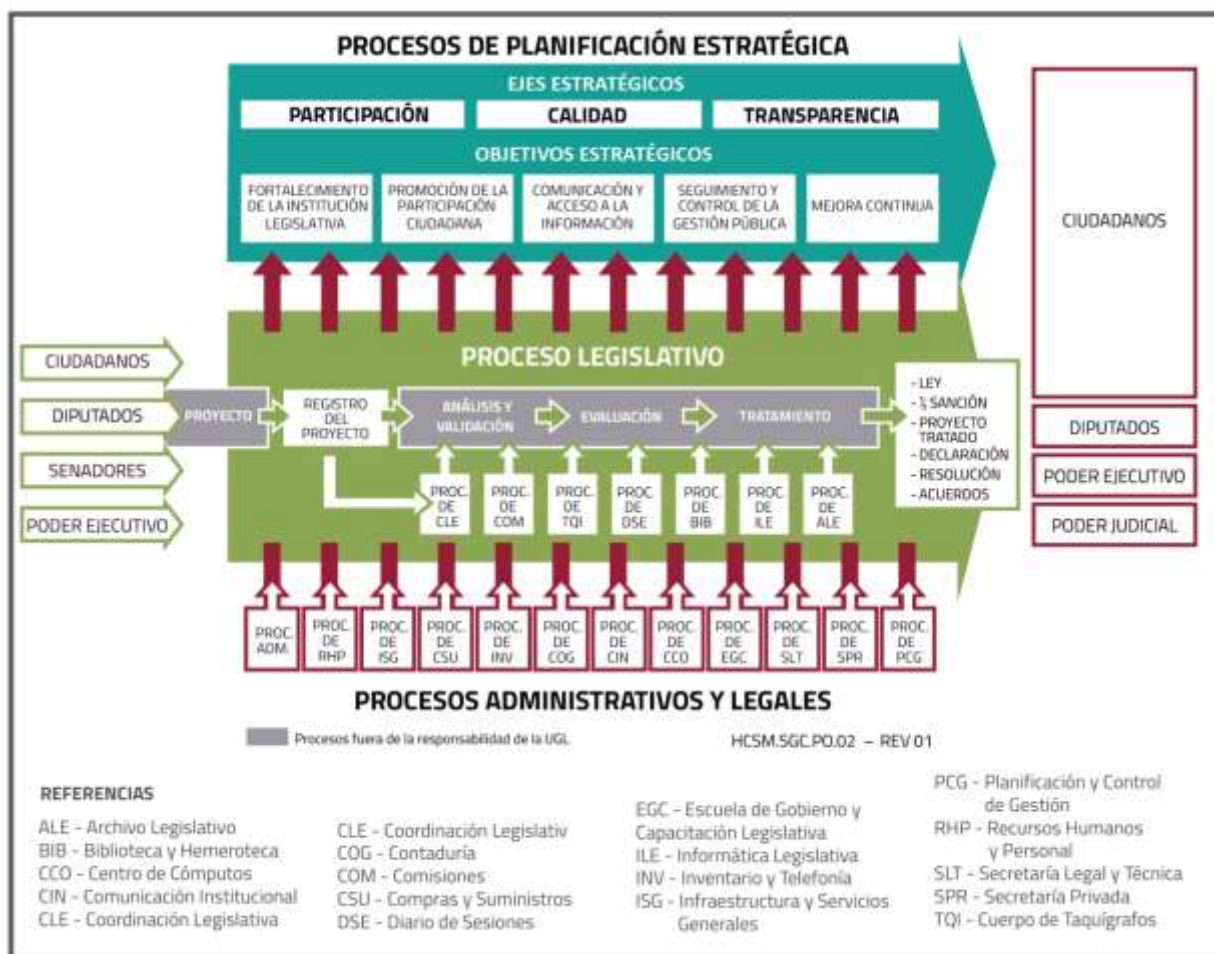 PROCESOS DE PLANIFICACIÓN ESTRATÉGICA
EJES ESTRATÉGICOS
PARTICIPACIÓN
CALIDAD
TRANSPARENCIA
OBJETIVOS ESTRATÉGICOS
FORTALECIMIENTO
DE LA INSTITUCIÓN
LEGISLATIVA
PROMOCIÓN DE LA
PARTICIPACIÓN
CIUDADANA
COMUNICACIÓN Y
ACCESO A LA
INFORMACIÓN
SEGUIMIENTO Y
CONTROL DE LA
GESTIÓN PÚBLICA
MEJORA CONTINUA
CIUDADANOS
DIPUTADOS
PODER EJECUTIVO
PODER JUDICIAL
PROCESO LEGISLATIVO
CIUDADANOS
DIPUTADOS
SENADORES
PODER EJECUTIVO
PROYECTO
REGISTRO
DEL
PROYECTO
ANÁLISIS Y
VALIDACIÓN
EVALUACIÓN
TRATAMIENTO
- LEY
- ½ SANCIÓN
- PROYECTO
TRATADO
- DECLARACIÓN
- RESOLUCIÓN
- ACUERDOS
PROC.
DE
CLE
PROC.
DE
COM
PROC.
DE
TQI
PROC.
DE
DSE
PROC.
DE
BIB
PROC.
DE
ILE
PROC.
DE
ALE
PROC.
ADM.
PROC.
DE
RHP
PROC.
DE
ISG
PROC.
DE
CSU
PROC.
DE
INV
PROC.
DE
COG
PROC.
DE
CIN
PROC.
DE
CCO
PROC.
DE
EGC
PROC.
DE
SLT
PROC.
DE
SPR
PROC.
DE
PCG
PROCESOS ADMINISTRATIVOS Y LEGALES
Procesos fuera de la responsabilidad de la UGL
HCSM.SGC.PO.02 – REV 01
REFERENCIAS
ALE - Archivo Legislativo
BIB - Biblioteca y Hemeroteca
CCO - Centro de Cómputos
CIN - Comunicación Institucional
CLE - Coordinación Legislativa
CLE - Coordinación Legislativ
COG - Contaduría
COM - Comisiones
CSU - Compras y Suministros
DSE - Diario de Sesiones
EGC - Escuela de Gobierno y
Capacitación Legislativa
ILE - Informática Legislativa
INV - Inventario y Telefonía
ISG - Infraestructura y Servicios
Generales
PCG - Planificación y Control
de Gestión
RHP - Recursos Humanos
y Personal
SLT - Secretaría Legal y Técnica
SPR - Secretaría Privada
TQI - Cuerpo de Taquígrafos